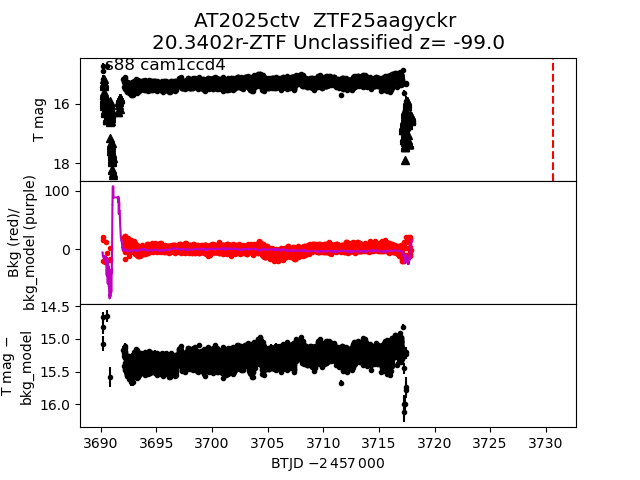 AT2025ctv  ZTF25aagyckr
20.3402r-ZTF Unclassified z= -99.0
s88 cam1ccd4
T mag
16
18
Bkg (red)/
bkg_model (purple)
100
0
T mag −
bkg_model
14.5
15.0
15.5
16.0
3690 3695 3700 3705 3710 3715 3720 3725 3730
BTJD −2 457 000